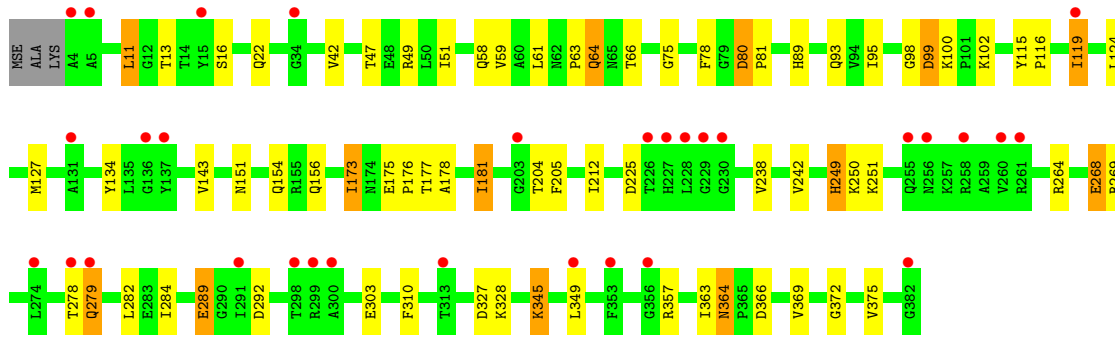 MSE ALA LYS A4 A5 L11 G12 T13 T14 Y15 S16 Q22 G34 V42 T47 E48 R49 L50 I51 Q58 V59 A60 L61 N62 P63 Q64 N65 T66 G75 F78 G79 D80 P81 H89 Q93 V94 I95 G98 D99 K100 P101 K102 Y115 P116 I119
M127 A131 Y134 L135 G136 Y137 V143 N151 Q154 R155 Q156 I173 N174 E175 P176 T177 A178 I181 G203 T204 F205 I212 D225 T226 H227 L228 G229 G230 V238 V242 H249 K250 K251 Q255 N256 K257 R258 A259 V260 R261 R264 E268
L274 T278 Q279 L282 E283 I284 E289 G290 I291 D292 T298 R299 A300 E303 F310 T313 D327 K328 K345 L349 F353 G356 R357 I363 N364 P365 D366 V369 G372 V375 G382